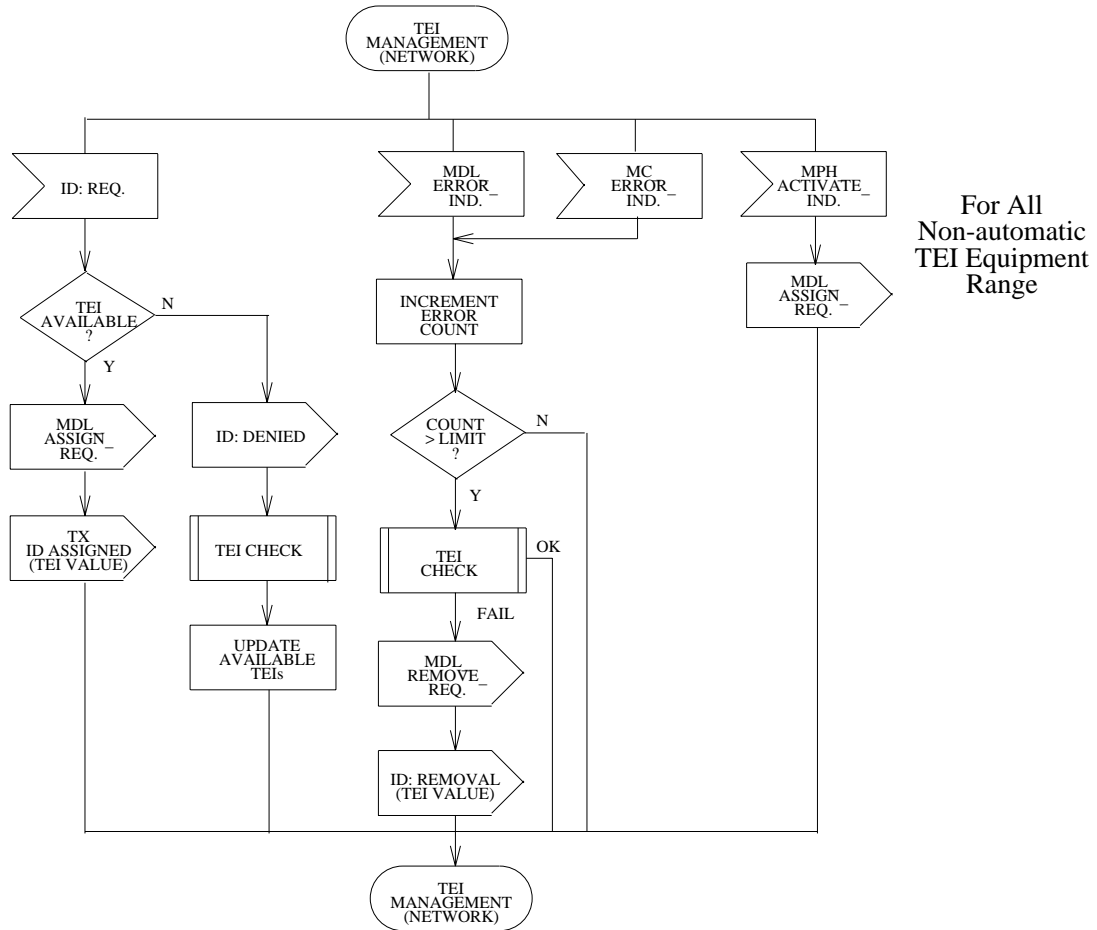 TEI
MANAGEMENT
(NETWORK)
ID: REQ.
MDL
ERROR_
IND.
MC
ERROR_
IND.
MPH
ACTIVATE_
IND.
For All
Non-automatic
TEI Equipment
Range
TEI
AVAILABLE
?
N
Y
INCREMENT
ERROR
COUNT
MDL
ASSIGN_
REQ.
MDL
ASSIGN_
REQ.
ID: DENIED
COUNT
> LIMIT
?
N
Y
TX
ID ASSIGNED
(TEI VALUE)
TEI CHECK
TEI
CHECK
OK
FAIL
UPDATE
AVAILABLE
TEIs
MDL
REMOVE_
REQ.
ID: REMOVAL
(TEI VALUE)
TEI
MANAGEMENT
(NETWORK)